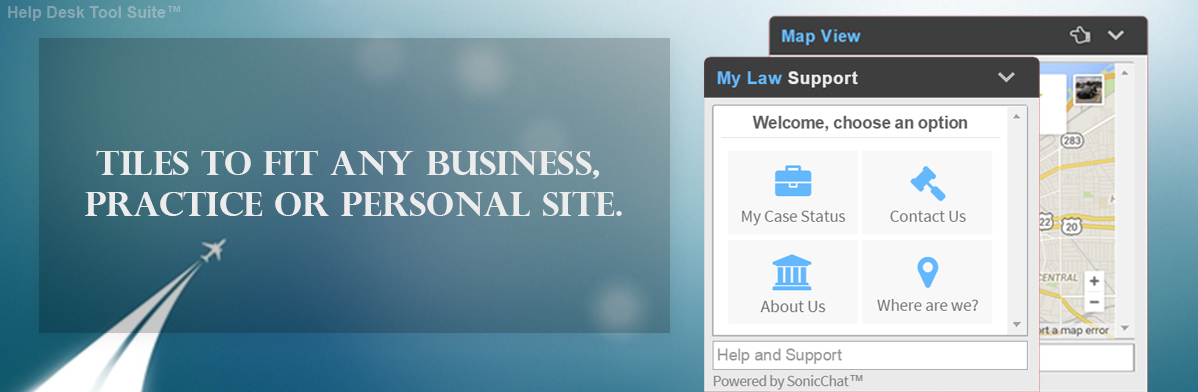 Help Desk Tool Suite™
TILES TO FIT ANY BUSINESS,
PRACTICE OR PERSONAL SITE.
Map View
My Law Support
Welcome, choose an option
My Case Status
Contact Us
About Us
Where are we?
Help and Support
Powered by SonicChat™
283
22
20
CENTRAL
+
−
a map error